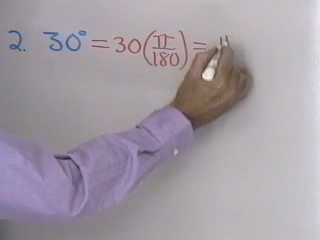 2. 30° = 30(π/180) =